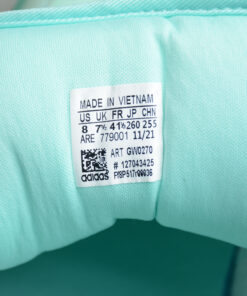 MADE IN VIETNAM
US UK FR JP CHN
8 7½ 41⅓ 260 255
ARE 779001 11/21
ART GW0270
# 127043425
adidas